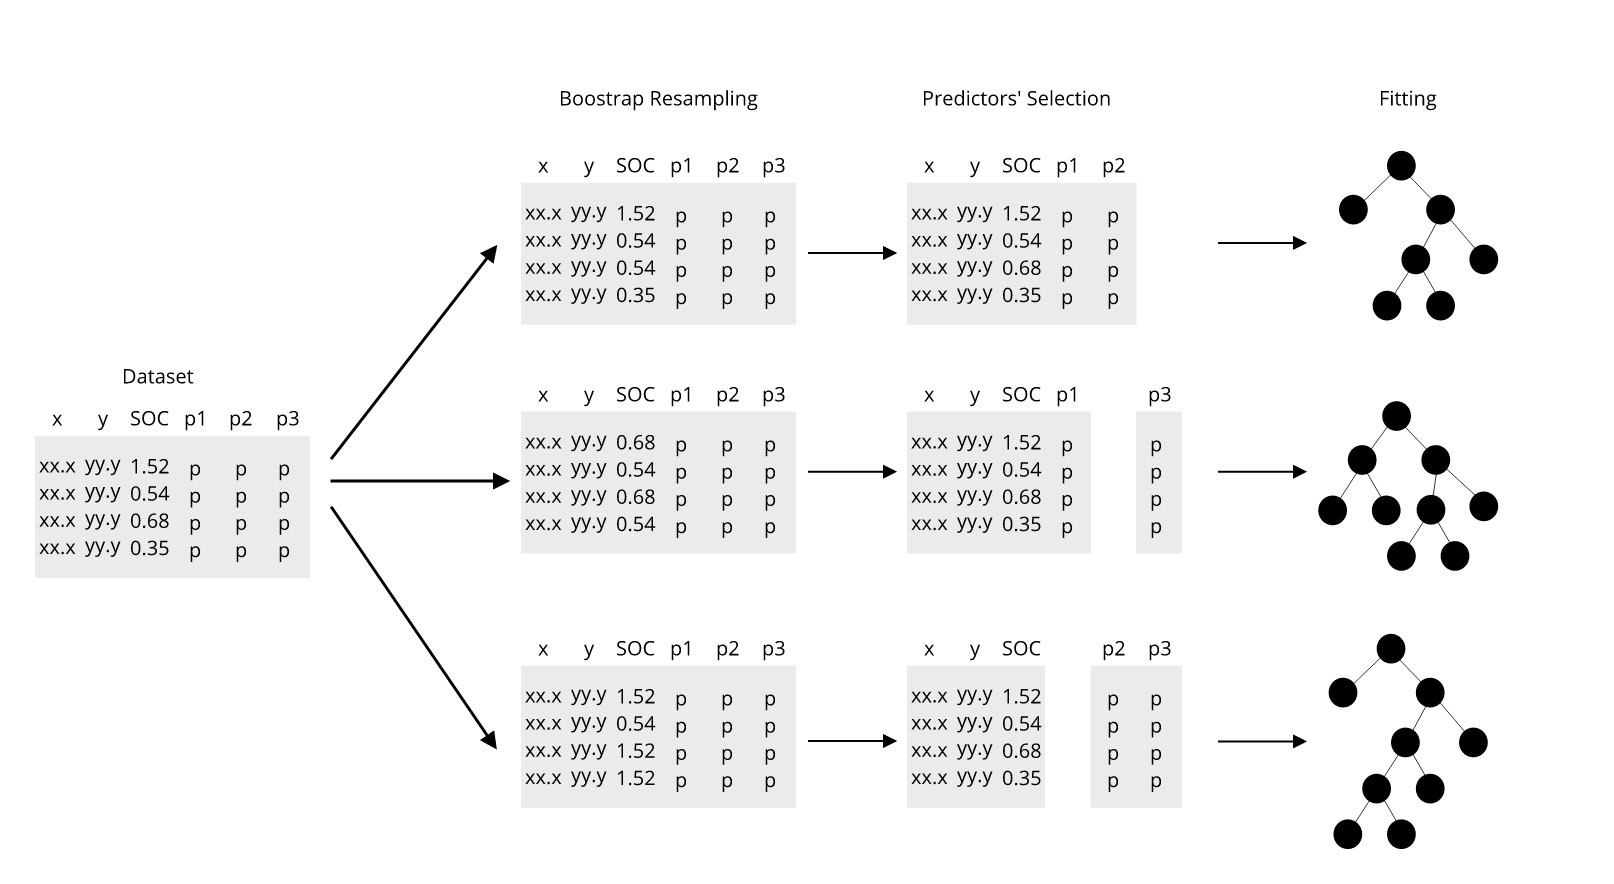 Boostrap Resampling
Predictors' Selection
Fitting
Dataset
x y SOC p1 p2 p3
xx.x yy.y 1.52 p p p
xx.x yy.y 0.54 p p p
xx.x yy.y 0.68 p p p
xx.x yy.y 0.35 p p p
x y SOC p1 p2 p3
xx.x yy.y 1.52 p p p
xx.x yy.y 0.54 p p p
xx.x yy.y 0.54 p p p
xx.x yy.y 0.35 p p p
x y SOC p1 p2
xx.x yy.y 1.52 p p
xx.x yy.y 0.54 p p
xx.x yy.y 0.68 p p
xx.x yy.y 0.35 p p
x y SOC p1 p2 p3
xx.x yy.y 0.68 p p p
xx.x yy.y 0.54 p p p
xx.x yy.y 0.68 p p p
xx.x yy.y 0.54 p p p
x y SOC p1 p3
xx.x yy.y 1.52 p p
xx.x yy.y 0.54 p p
xx.x yy.y 0.68 p p
xx.x yy.y 0.35 p p
x y SOC p1 p2 p3
xx.x yy.y 1.52 p p p
xx.x yy.y 0.54 p p p
xx.x yy.y 1.52 p p p
xx.x yy.y 1.52 p p p
x y SOC p2 p3
xx.x yy.y 1.52 p p
xx.x yy.y 0.54 p p
xx.x yy.y 0.68 p p
xx.x yy.y 0.35 p p